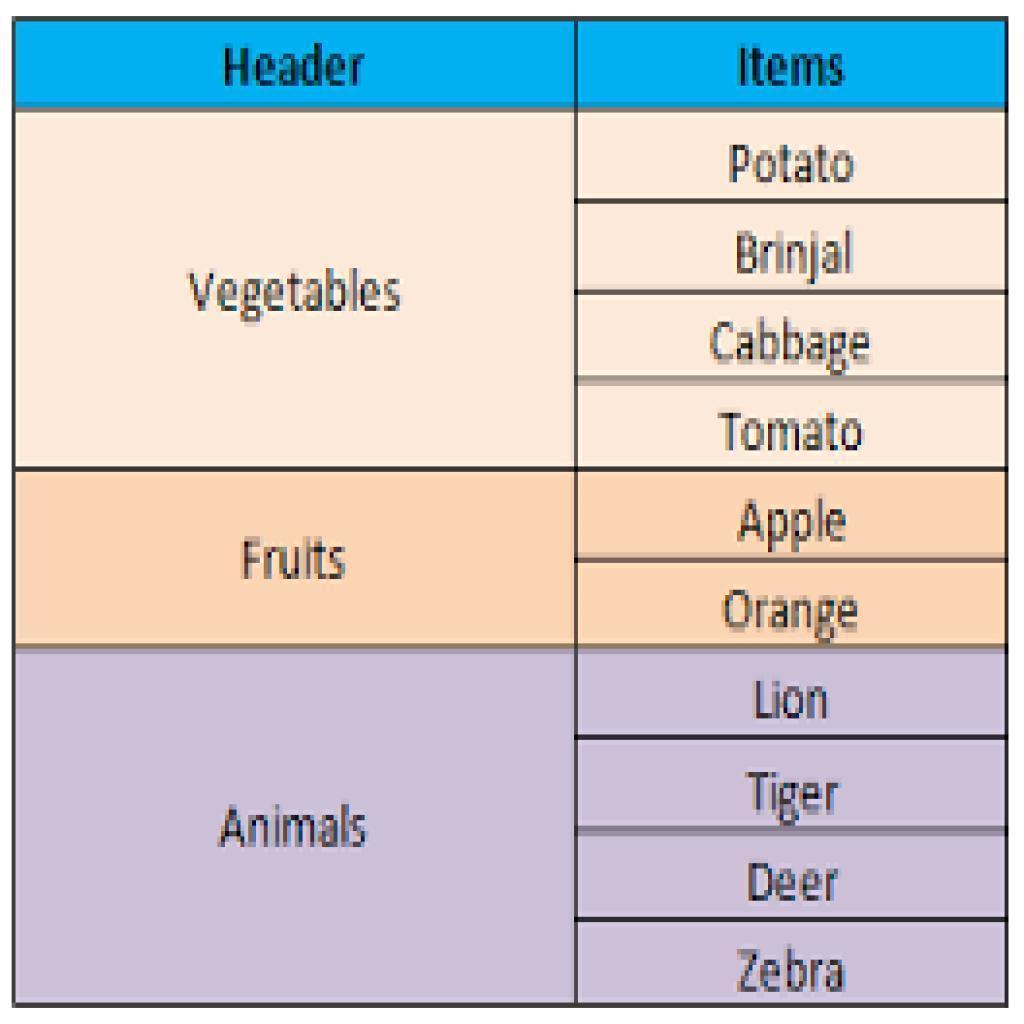 Header Items
Vegetables
Potato
Brinjal
Cabbage
Tomato
Fruits
Apple
Orange
Animals
Lion
Tiger
Deer
Zebra